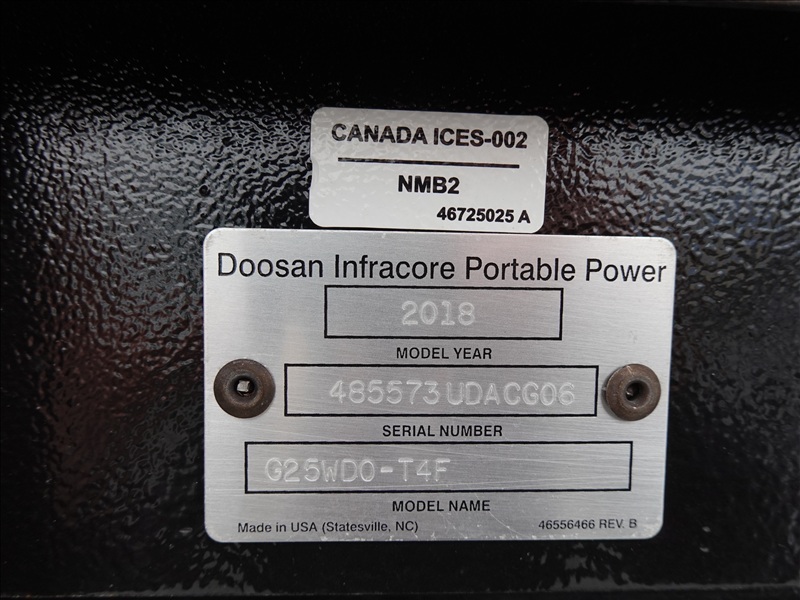 CANADA ICES-002
NMB2
46725025 A
Doosan Infracore Portable Power
2018
MODEL YEAR
485573UDACG06
SERIAL NUMBER
G25WDO-T4F
MODEL NAME
Made in USA (Statesville, NC) 46556466 REV. B